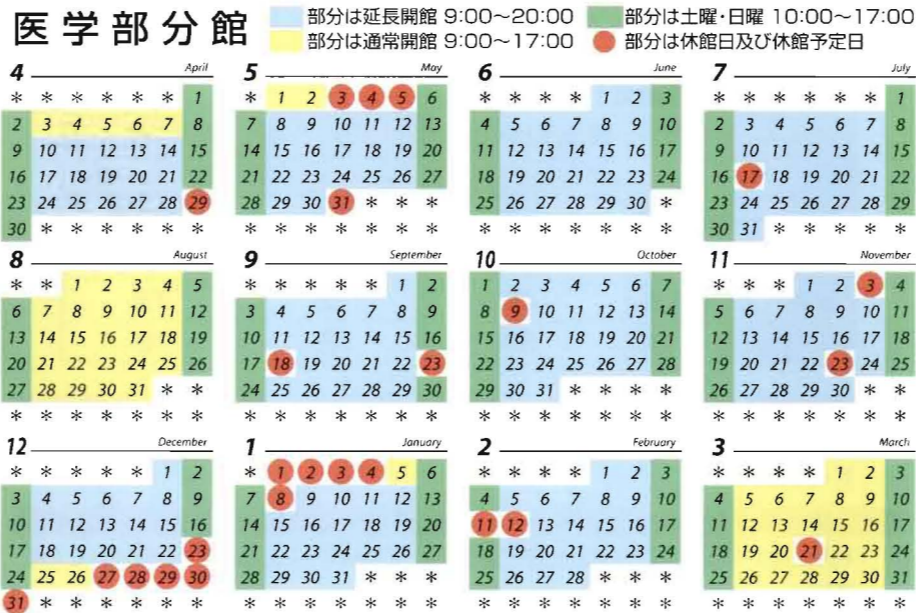 医学部分館
部分は延長開館 9:00〜20:00 部分は土曜・日曜 10:00〜17:00
部分は通常開館 9:00〜17:00 部分は休館日及び休館予定日
4 April
* * * * * * 1
2 3 4 5 6 7 8
9 10 11 12 13 14 15
16 17 18 19 20 21 22
23 24 25 26 27 28 29
30 * * * * * *
5 May
* 1 2 3 4 5 6
7 8 9 10 11 12 13
14 15 16 17 18 19 20
21 22 23 24 25 26 27
28 29 30 31 * * *
* * * * * * *
6 June
* * * * 1 2 3
4 5 6 7 8 9 10
11 12 13 14 15 16 17
18 19 20 21 22 23 24
25 26 27 28 29 30 *
* * * * * * *
7 July
* * * * * * 1
2 3 4 5 6 7 8
9 10 11 12 13 14 15
16 17 18 19 20 21 22
23 24 25 26 27 28 29
30 31 * * * * *
8 August
* * 1 2 3 4 5
6 7 8 9 10 11 12
13 14 15 16 17 18 19
20 21 22 23 24 25 26
27 28 29 30 31 * *
* * * * * * *
9 September
* * * * * 1 2
3 4 5 6 7 8 9
10 11 12 13 14 15 16
17 18 19 20 21 22 23
24 25 26 27 28 29 30
* * * * * * *
10 October
1 2 3 4 5 6 7
8 9 10 11 12 13 14
15 16 17 18 19 20 21
22 23 24 25 26 27 28
29 30 31 * * * *
* * * * * * *
11 November
* * * 1 2 3 4
5 6 7 8 9 10 11
12 13 14 15 16 17 18
19 20 21 22 23 24 25
26 27 28 29 30 * *
* * * * * * *
12 December
* * * * * 1 2
3 4 5 6 7 8 9
10 11 12 13 14 15 16
17 18 19 20 21 22 23
24 25 26 27 28 29 30
31 * * * * * *
1 January
* 1 2 3 4 5 6
7 8 9 10 11 12 13
14 15 16 17 18 19 20
21 22 23 24 25 26 27
28 29 30 31 * * *
* * * * * * *
2 February
* * * * 1 2 3
4 5 6 7 8 9 10
11 12 13 14 15 16 17
18 19 20 21 22 23 24
25 26 27 28 * * *
* * * * * * *
3 March
* * * * 1 2 3
4 5 6 7 8 9 10
11 12 13 14 15 16 17
18 19 20 21 22 23 24
25 26 27 28 29 30 31
* * * * * * *